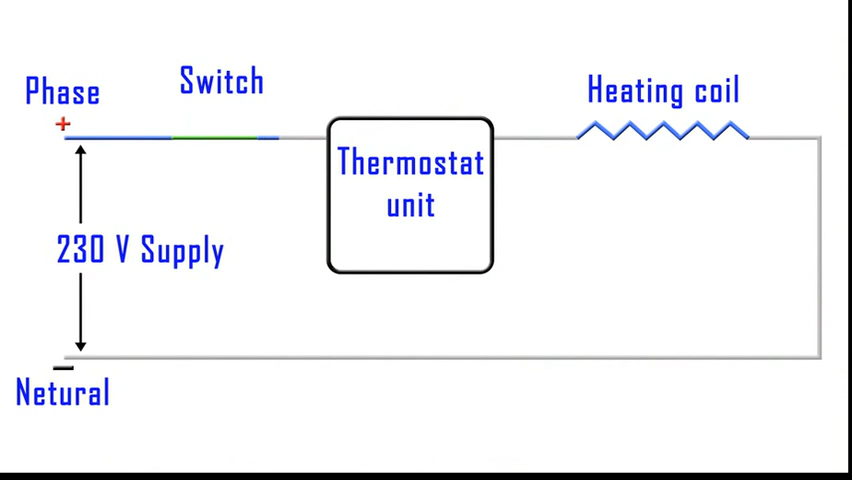 Phase
Switch
Heating coil
+
Thermostat
unit
230 V Supply
–
Netural